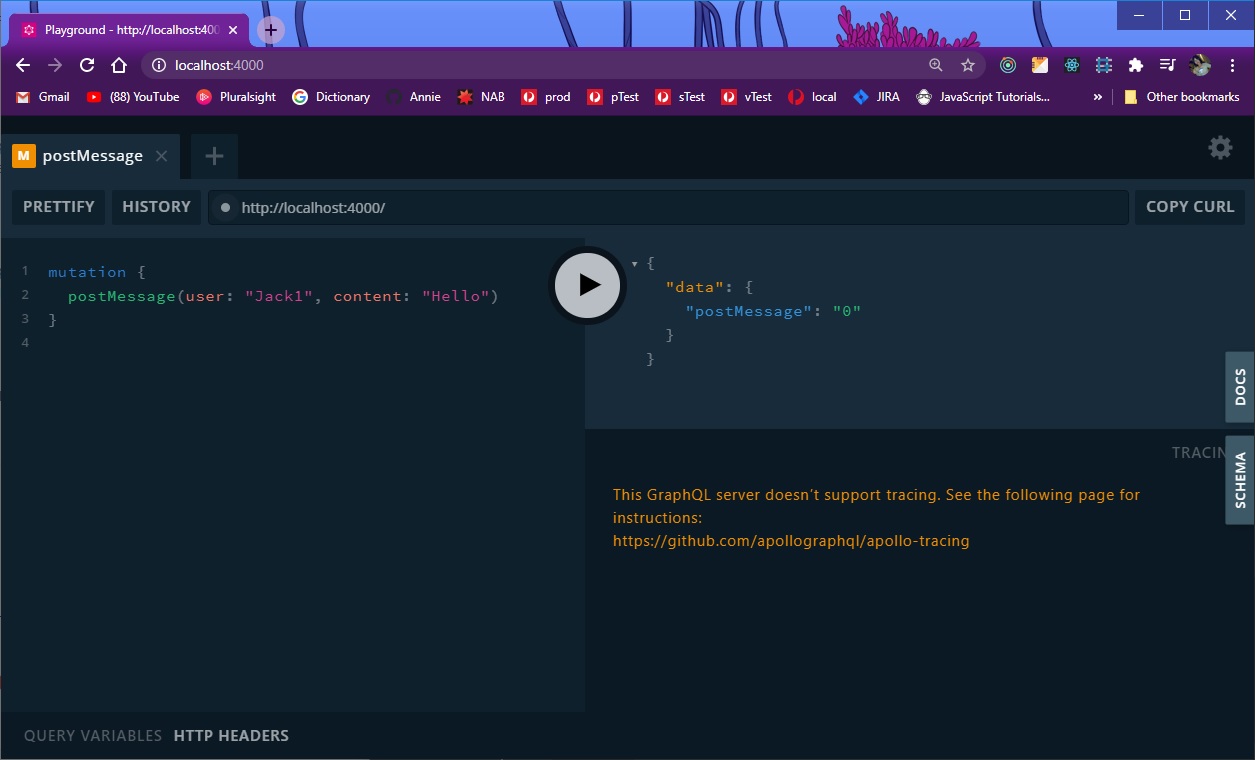 Playground - http://localhost:400
localhost:4000
Gmail (88) YouTube Pluralsight Dictionary Annie NAB prod pTest sTest vTest local JIRA JavaScript Tutorials... » Other bookmarks
M postMessage
PRETTIFY HISTORY http://localhost:4000/ COPY CURL
1 mutation {
2 postMessage(user: "Jack1", content: "Hello")
3 }
4
{
"data": {
"postMessage": "0"
}
}
DOCS
SCHEMA
TRACIN
This GraphQL server doesn't support tracing. See the following page for
instructions:
https://github.com/apollographql/apollo-tracing
QUERY VARIABLES HTTP HEADERS